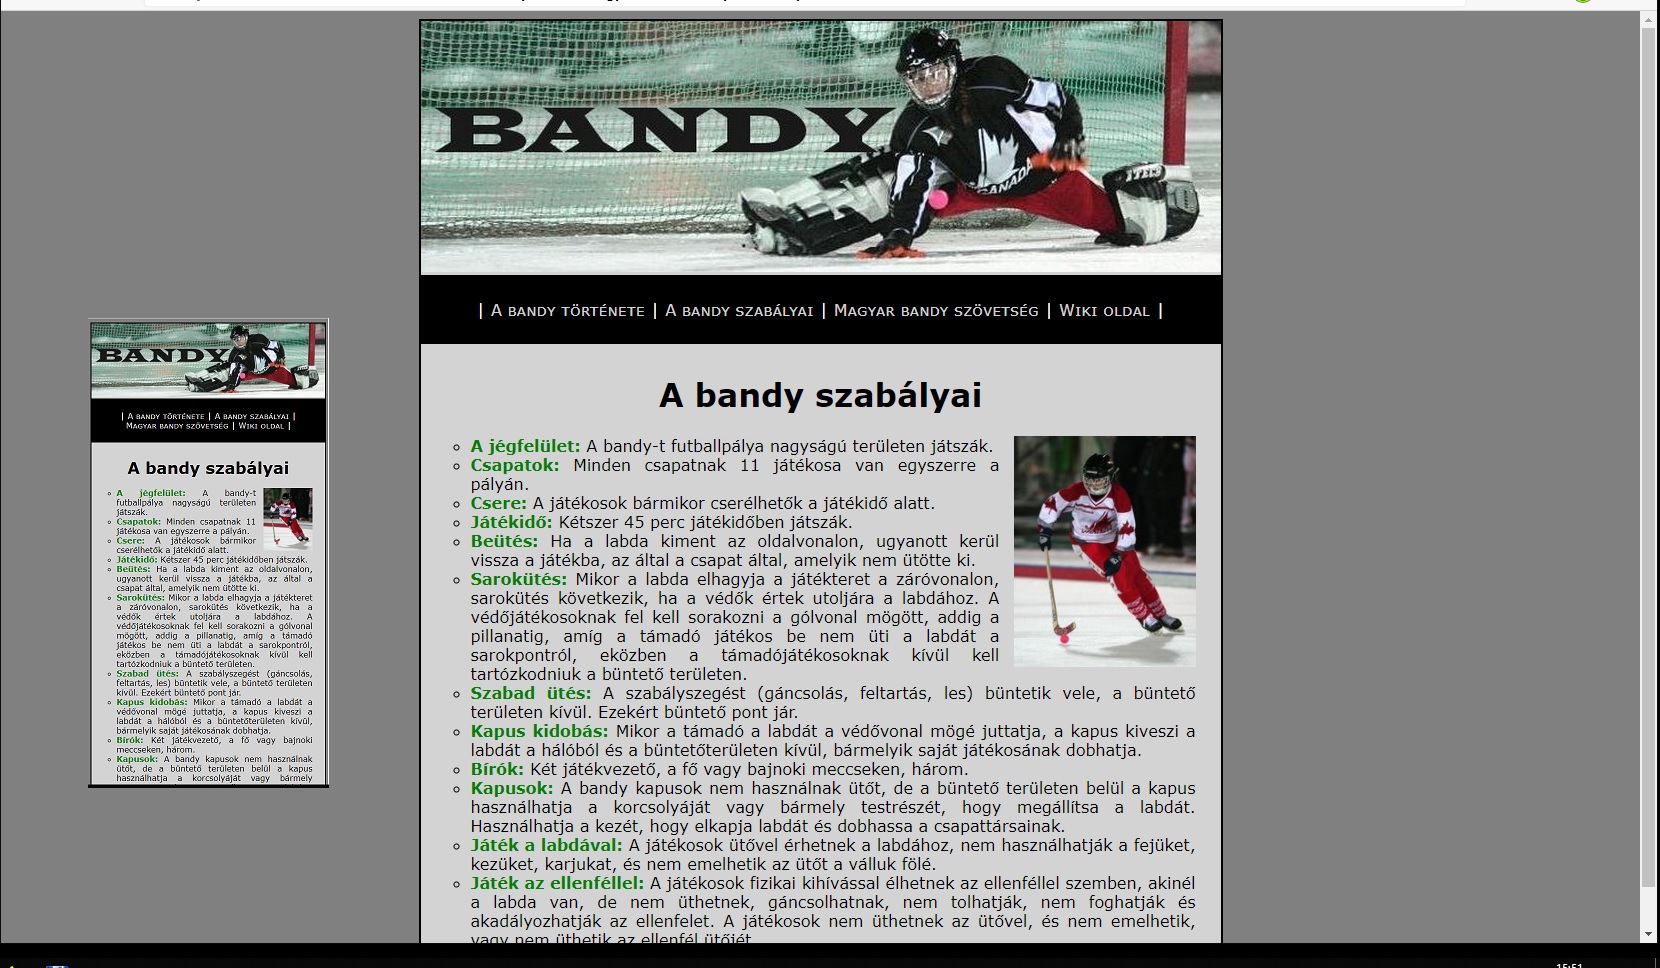 BANDY
CANADA
ITECH
| A bandy története | A bandy szabályai | Magyar bandy szövetség | Wiki oldal |
A bandy szabályai
A jégfelület: A bandy-t futballpálya nagyságú területen játszák.
Csapatok: Minden csapatnak 11 játékosa van egyszerre a
pályán.
Csere: A játékosok bármikor cserélhetők a játékidő alatt.
Játékidő: Kétszer 45 perc játékidőben játszák.
Beütés: Ha a labda kiment az oldalvonalon, ugyanott kerül
vissza a játékba, az által a csapat által, amelyik nem ütötte ki.
Sarokütés: Mikor a labda elhagyja a játékteret a záróvonalon,
sarokütés következik, ha a védők értek utoljára a labdához. A
védőjátékosoknak fel kell sorakozni a gólvonal mögött, addig a
pillanatig, amíg a támadó játékos be nem üti a labdát a
sarokpontról, eközben a támadójátékosoknak kívül kell
tartózkodniuk a büntető területen.
Szabad ütés: A szabályszegést (gáncsolás, feltartás, les) büntetik vele, a büntető
területen kívül. Ezekért büntető pont jár.
Kapus kidobás: Mikor a támadó a labdát a védővonal mögé juttatja, a kapus kiveszi a
labdát a hálóból és a büntetőterületen kívül, bármelyik saját játékosának dobhatja.
Bírók: Két játékvezető, a fő vagy bajnoki meccseken, három.
Kapusok: A bandy kapusok nem használnak ütőt, de a büntető területen belül a kapus
használhatja a korcsolyáját vagy bármely testrészét, hogy megállítsa a labdát.
Használhatja a kezét, hogy elkapja labdát és dobhassa a csapattársainak.
Játék a labdával: A játékosok ütővel érhetnek a labdához, nem használhatják a fejüket,
kezüket, karjukat, és nem emelhetik az ütőt a válluk fölé.
Játék az ellenféllel: A játékosok fizikai kihívással élhetnek az ellenféllel szemben, akinél
a labda van, de nem üthetnek, gáncsolhatnak, nem tolhatják, nem foghatják és
akadályozhatják az ellenfelet. A játékosok nem üthetnek az ütővel, és nem emelhetik,
vagy nem üthetik az ellenfél ütőjét.
BANDY
| A bandy története | A bandy szabályai |
Magyar bandy szövetség | Wiki oldal |
A bandy szabályai
A jégfelület: A bandy-t
futballpálya nagyságú területen
játszák.
Csapatok: Minden csapatnak 11
játékosa van egyszerre a pályán.
Csere: A játékosok bármikor
cserélhetők a játékidő alatt.
Játékidő: Kétszer 45 perc játékidőben játszák.
Beütés: Ha a labda kiment az oldalvonalon,
ugyanott kerül vissza a játékba, az által a
csapat által, amelyik nem ütötte ki.
Sarokütés: Mikor a labda elhagyja a játékteret
a záróvonalon, sarokütés következik, ha a
védők értek utoljára a labdához. A
védőjátékosoknak fel kell sorakozni a gólvonal
mögött, addig a pillanatig, amíg a támadó
játékos be nem üti a labdát a sarokpontról,
eközben a támadójátékosoknak kívül kell
tartózkodniuk a büntető területen.
Szabad ütés: A szabályszegést (gáncsolás,
feltartás, les) büntetik vele, a büntető területen
kívül. Ezekért büntető pont jár.
Kapus kidobás: Mikor a támadó a labdát a
védővonal mögé juttatja, a kapus kiveszi a
labdát a hálóból és a büntetőterületen kívül,
bármelyik saját játékosának dobhatja.
Bírók: Két játékvezető, a fő vagy bajnoki
meccseken, három.
Kapusok: A bandy kapusok nem használnak
ütőt, de a büntető területen belül a kapus
használhatja a korcsolyáját vagy bármely
15:51